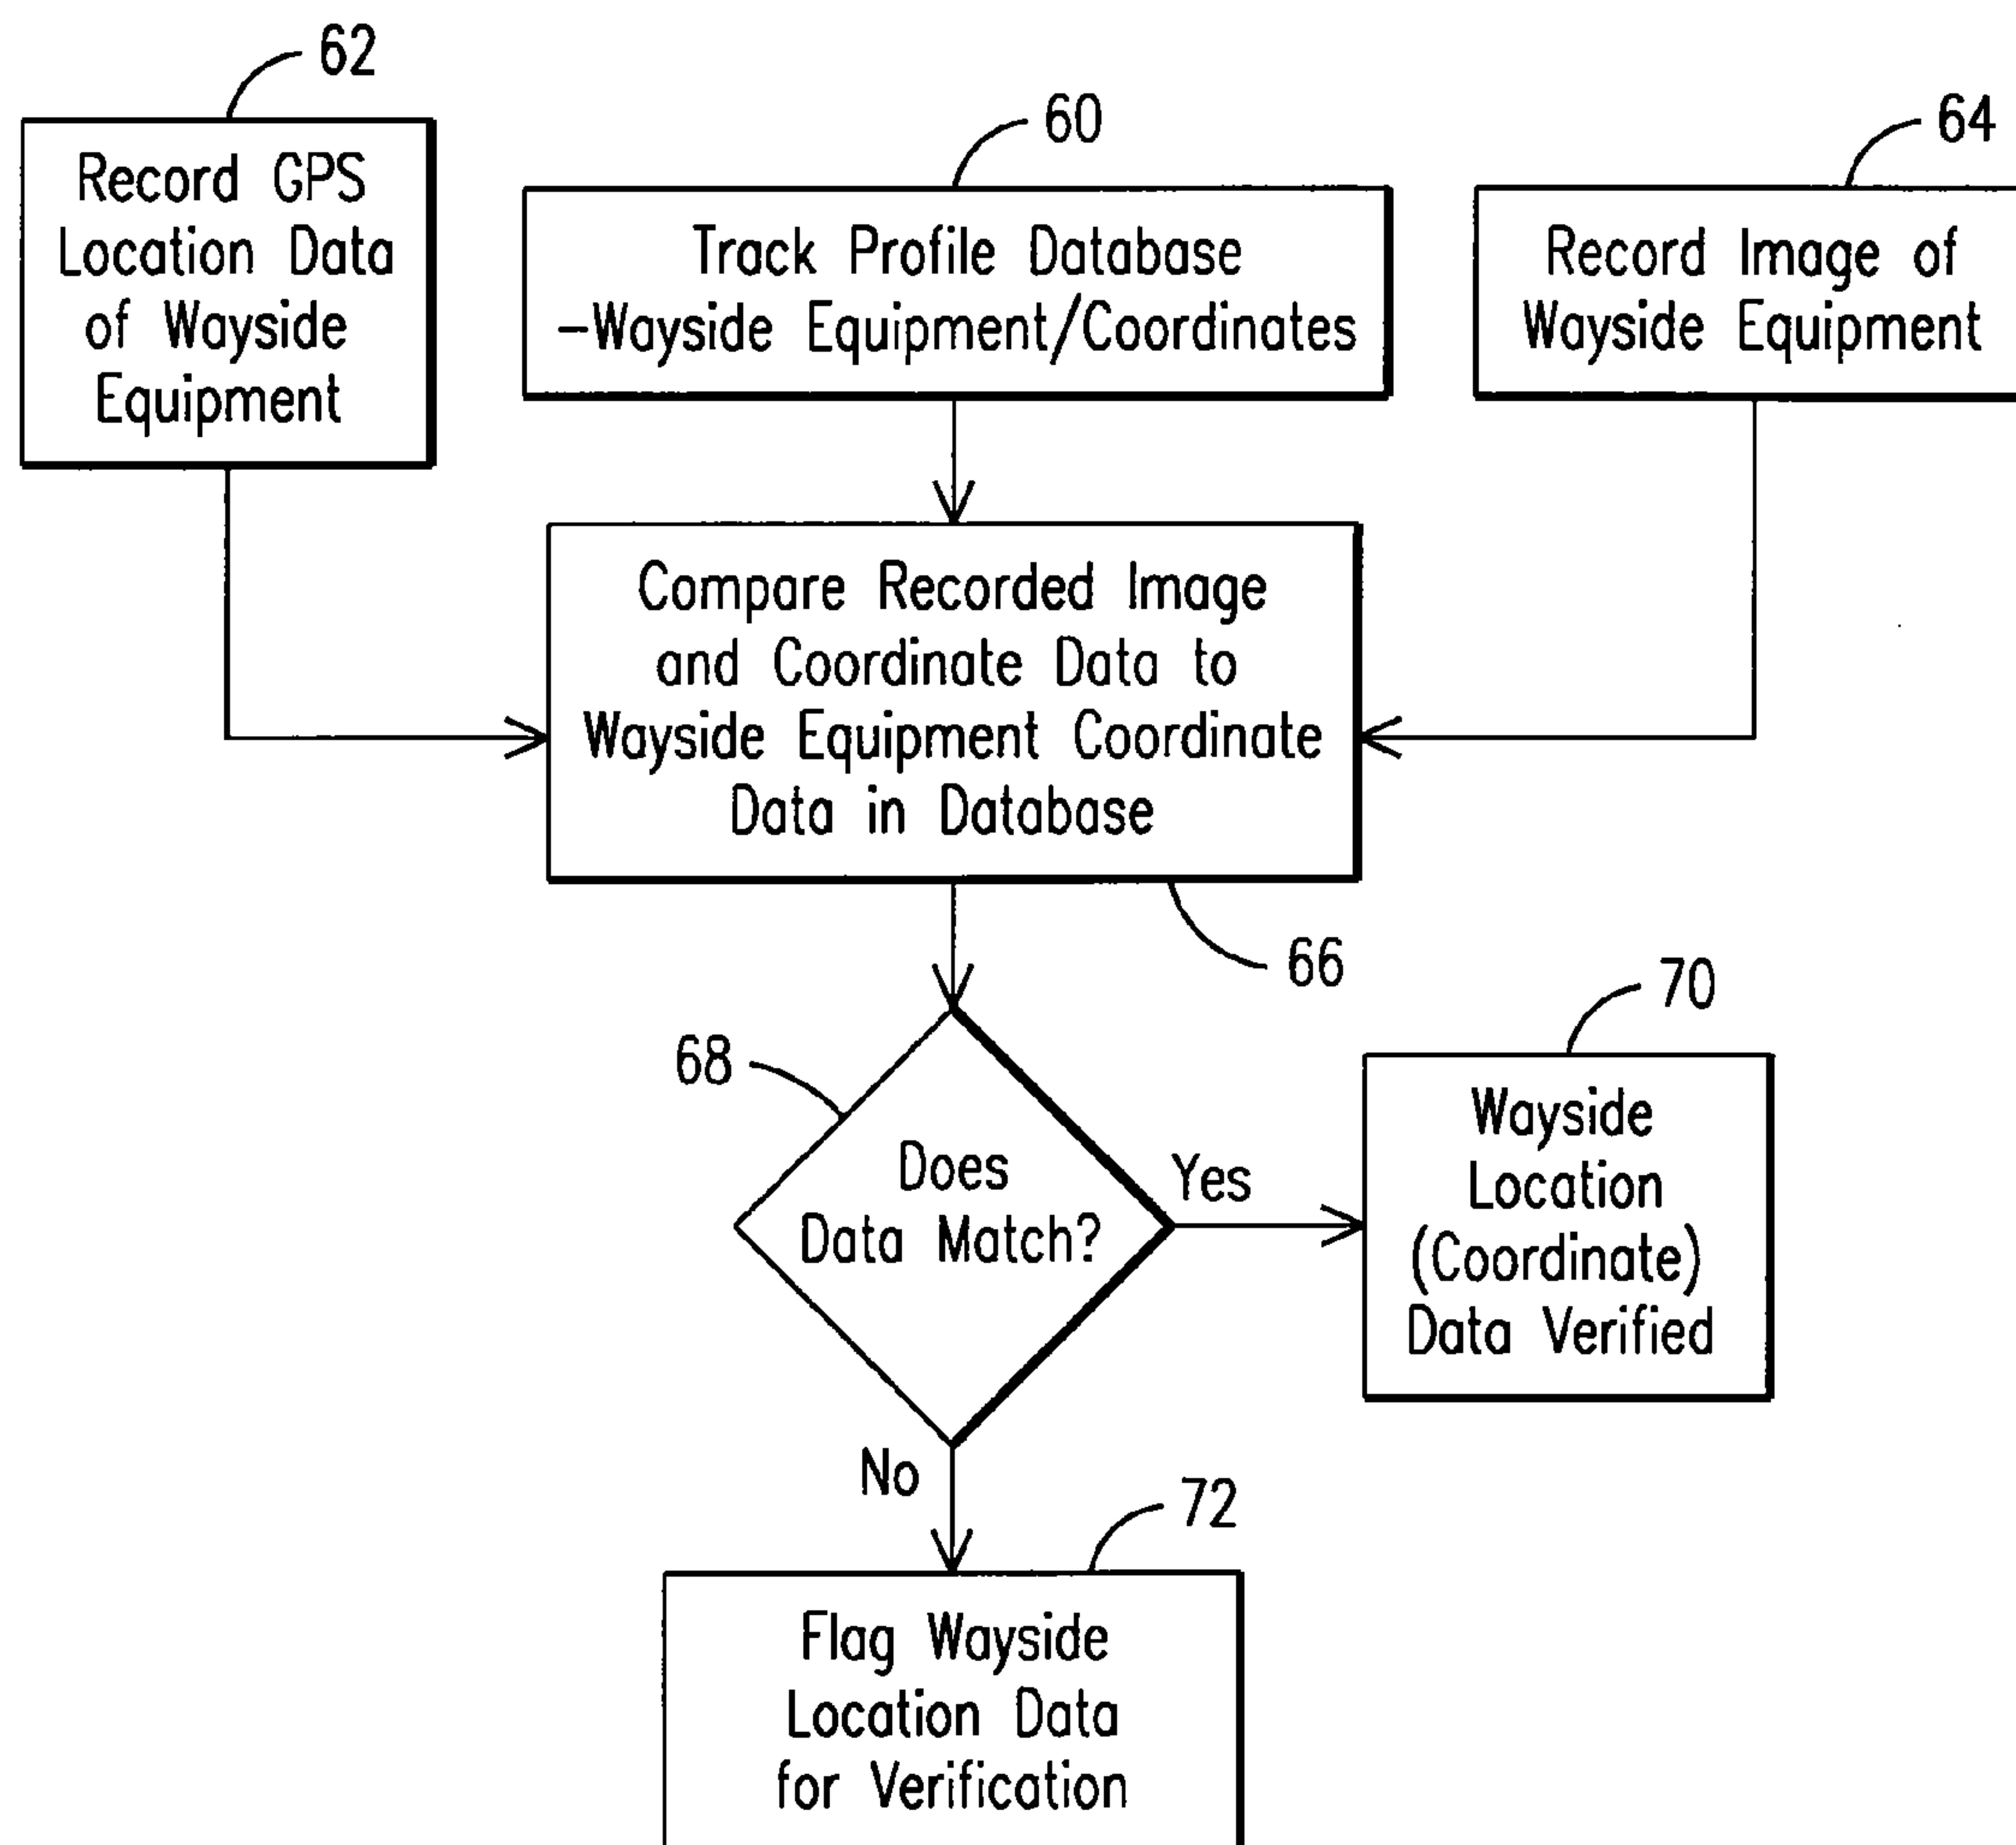 62
Record GPS
Location Data
of Wayside
Equipment
60
Track Profile Database
-Wayside Equipment/Coordinates
64
Record Image of
Wayside Equipment
Compare Recorded Image
and Coordinate Data to
Wayside Equipment Coordinate
Data in Database
66
68
Does
Data Match?
Yes
70
Wayside
Location
(Coordinate)
Data Verified
No
72
Flag Wayside
Location Data
for Verification